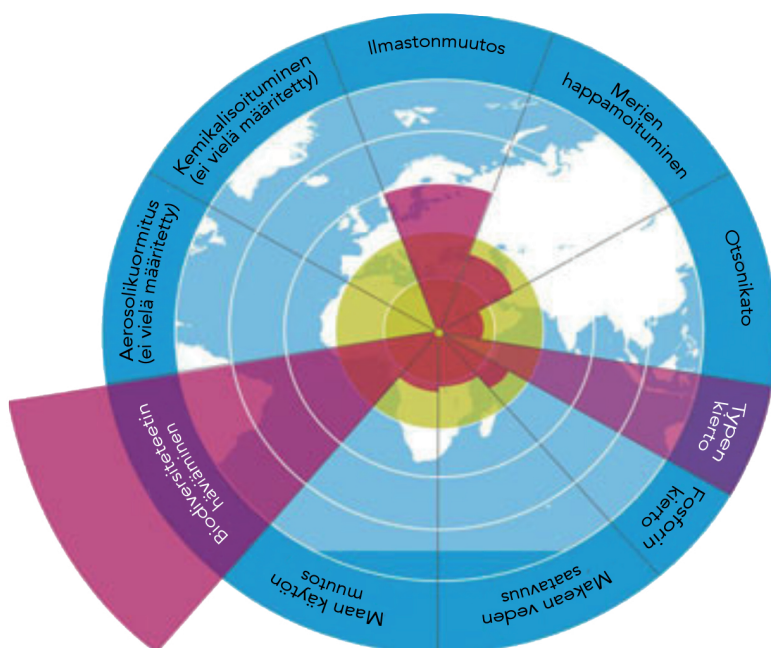 Ilmastonmuutos
Merien
happamoituminen
Otsonikato
Typen
kierto
Fosforin
kierto
Makean veden
saatavuus
Maan käytön
muutos
Biodiversiteteetin
häviäminen
Aerosolikuormitus
(ei vielä määritetty)
Kemikalisoituminen
(ei vielä määritetty)